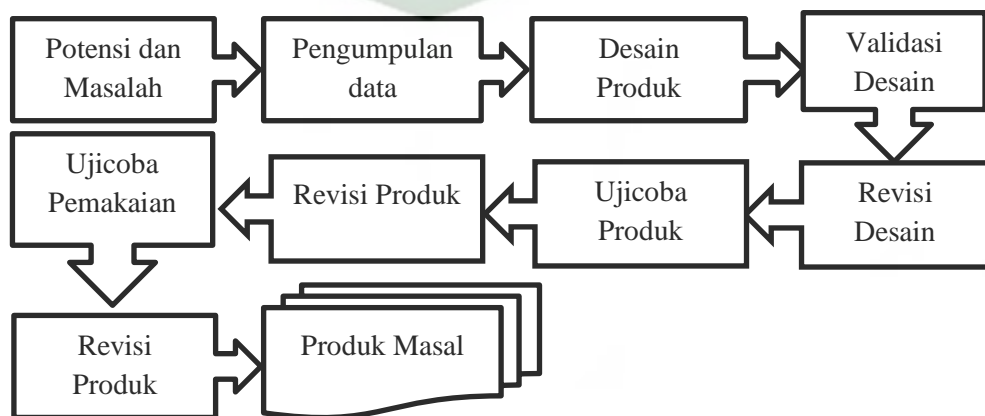 Potensi dan
Masalah
Pengumpulan
data
Desain
Produk
Validasi
Desain
Revisi
Desain
Ujicoba
Produk
Revisi Produk
Ujicoba
Pemakaian
Revisi
Produk
Produk Masal